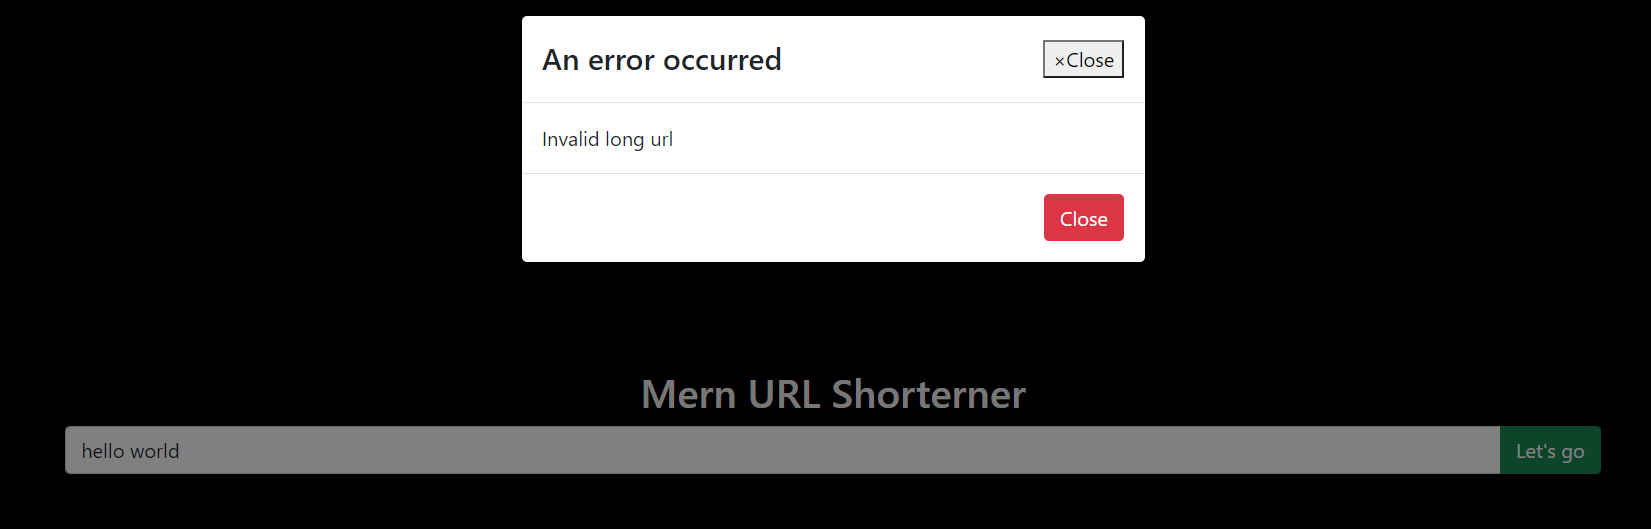 An error occurred
×Close
Invalid long url
Close
Mern URL Shorterner
hello world
Let's go